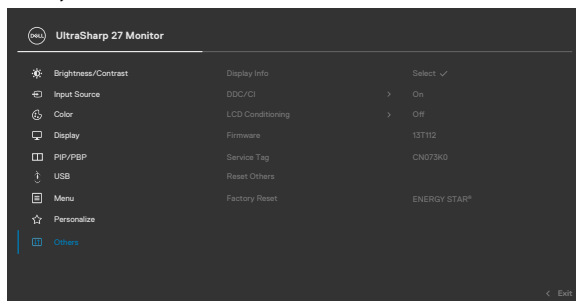 DELL UltraSharp 27 Monitor
Brightness/Contrast Display Info Select ✓
Input Source DDC/CI > On
Color LCD Conditioning > Off
Display Firmware 13T112
PIP/PBP Service Tag CN073K0
USB Reset Others
Menu Factory Reset ENERGY STAR®
Personalize
Others
< Exit